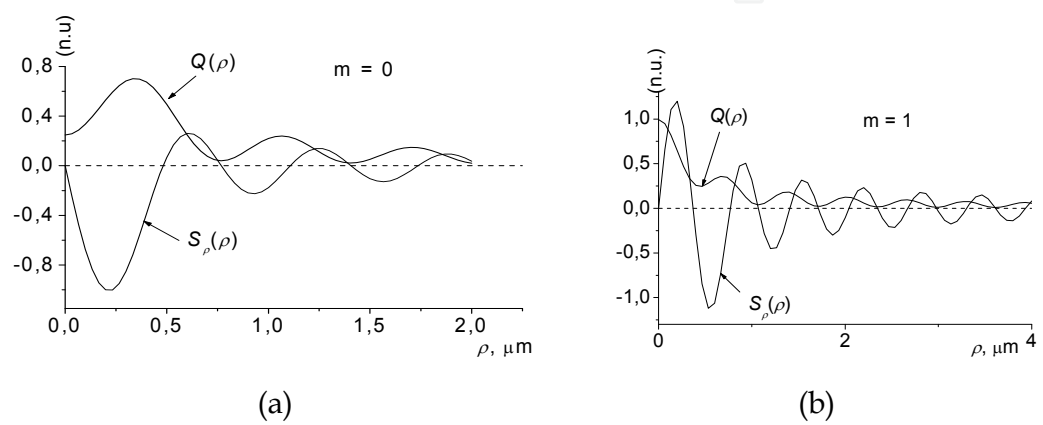 (n.u)
0,8
0,4
0,0
-0,4
-0,8
Q(ρ)
m = 0
S_ρ(ρ)
0,0 0,5 1,0 1,5 2,0
ρ, μm
(a)
(n.u.)
1,0
0,5
0,0
-0,5
-1,0
Q(ρ)
m = 1
S_ρ(ρ)
0 2 4
ρ, μm
(b)